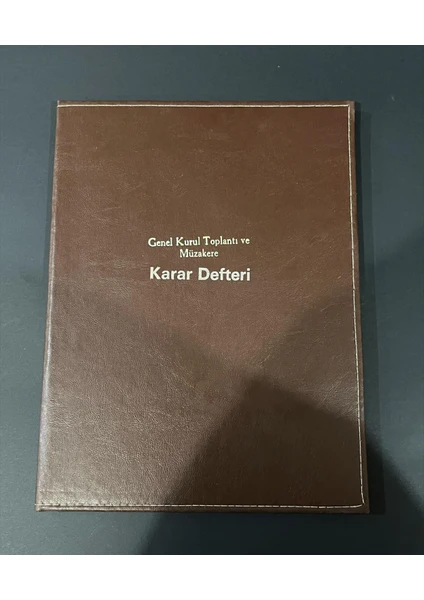 Genel Kurul Toplantı ve
Müzakere
Karar Defteri